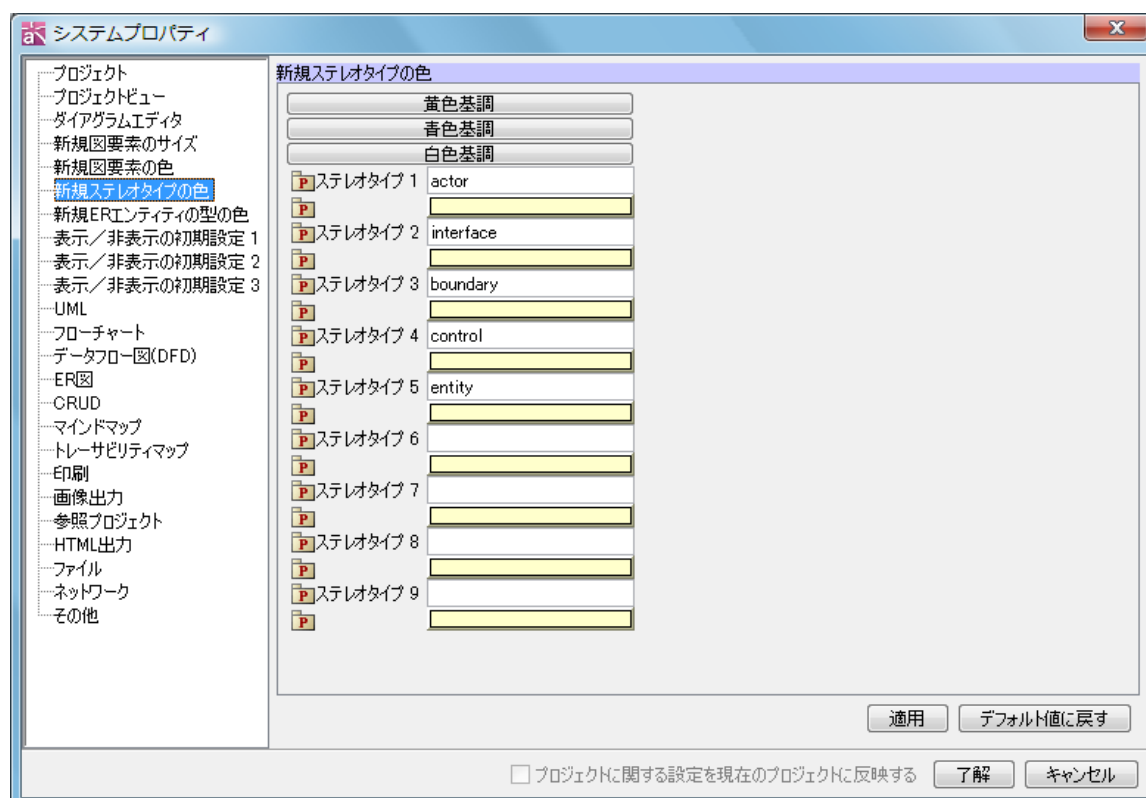 システムプロパティ
プロジェクト
プロジェクトビュー
ダイアグラムエディタ
新規図要素のサイズ
新規図要素の色
新規ステレオタイプの色
新規ERエンティティの型の色
表示／非表示の初期設定 1
表示／非表示の初期設定 2
表示／非表示の初期設定 3
UML
フローチャート
データフロー図(DFD)
ER図
CRUD
マインドマップ
トレーサビリティマップ
印刷
画像出力
参照プロジェクト
HTML出力
ファイル
ネットワーク
その他
新規ステレオタイプの色
黄色基調
青色基調
白色基調
P ステレオタイプ 1 actor
P
P ステレオタイプ 2 interface
P
P ステレオタイプ 3 boundary
P
P ステレオタイプ 4 control
P
P ステレオタイプ 5 entity
P
P ステレオタイプ 6
P
P ステレオタイプ 7
P
P ステレオタイプ 8
P
P ステレオタイプ 9
P
適用 デフォルト値に戻す
プロジェクトに関する設定を現在のプロジェクトに反映する 了解 キャンセル